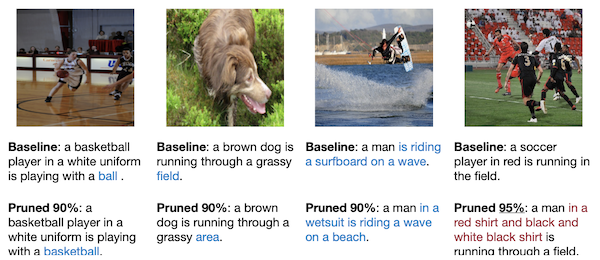 Baseline: a basketball
player in a white uniform
is playing with a ball .
Pruned 90%: a
basketball player in a
white uniform is playing
with a basketball.
Baseline: a brown dog is
running through a grassy
field.
Pruned 90%: a brown
dog is running through a
grassy area.
Baseline: a man is riding
a surfboard on a wave.
Pruned 90%: a man in a
wetsuit is riding a wave
on a beach.
Baseline: a soccer
player in red is running in
the field.
Pruned 95%: a man in a
red shirt and black and
white black shirt is
running through a field.